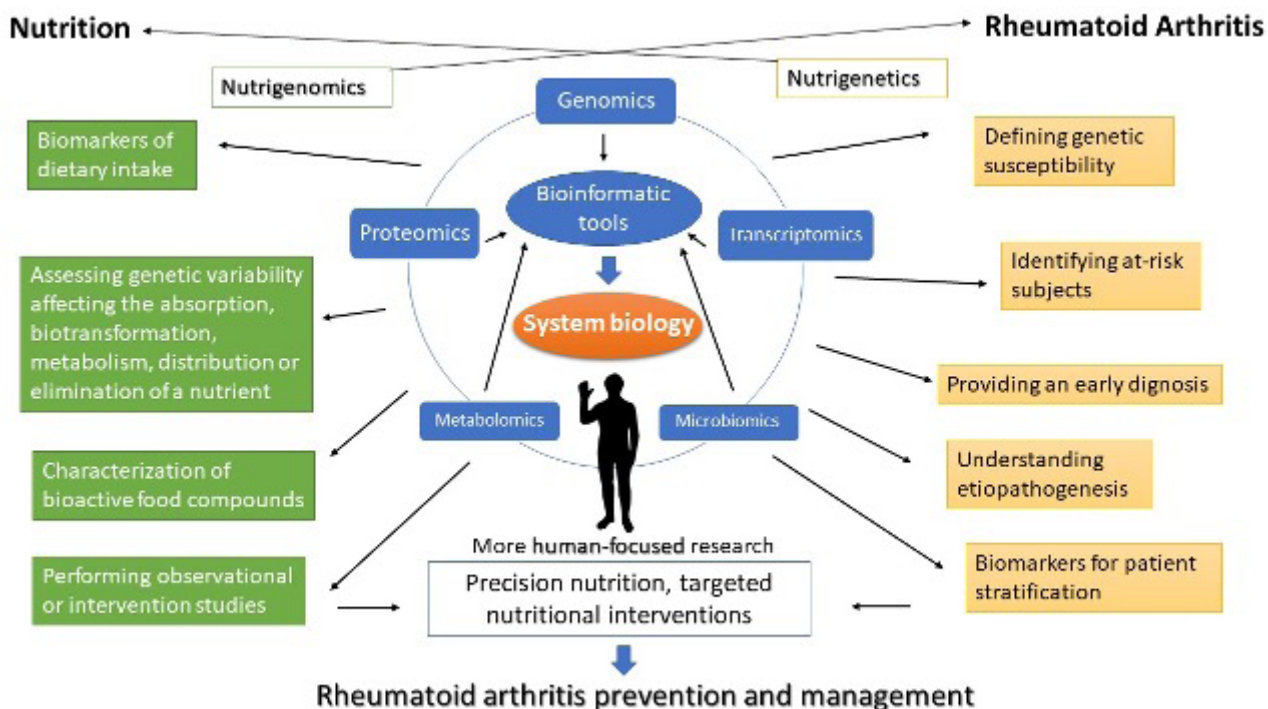 Nutrition
Rheumatoid Arthritis
Nutrigenomics
Nutrigenetics
Genomics
Biomarkers of
dietary intake
Defining genetic
susceptibility
Bioinformatic
tools
Proteomics
Transcriptomics
Assessing genetic variability
affecting the absorption,
biotransformation,
metabolism, distribution or
elimination of a nutrient
Identifying at-risk
subjects
System biology
Providing an early dignosis
Metabolomics
Microbiomics
Characterization of
bioactive food compounds
Understanding
etiopathogenesis
More human-focused research
Performing observational
or intervention studies
Precision nutrition, targeted
nutritional interventions
Biomarkers for patient
stratification
Rheumatoid arthritis prevention and management